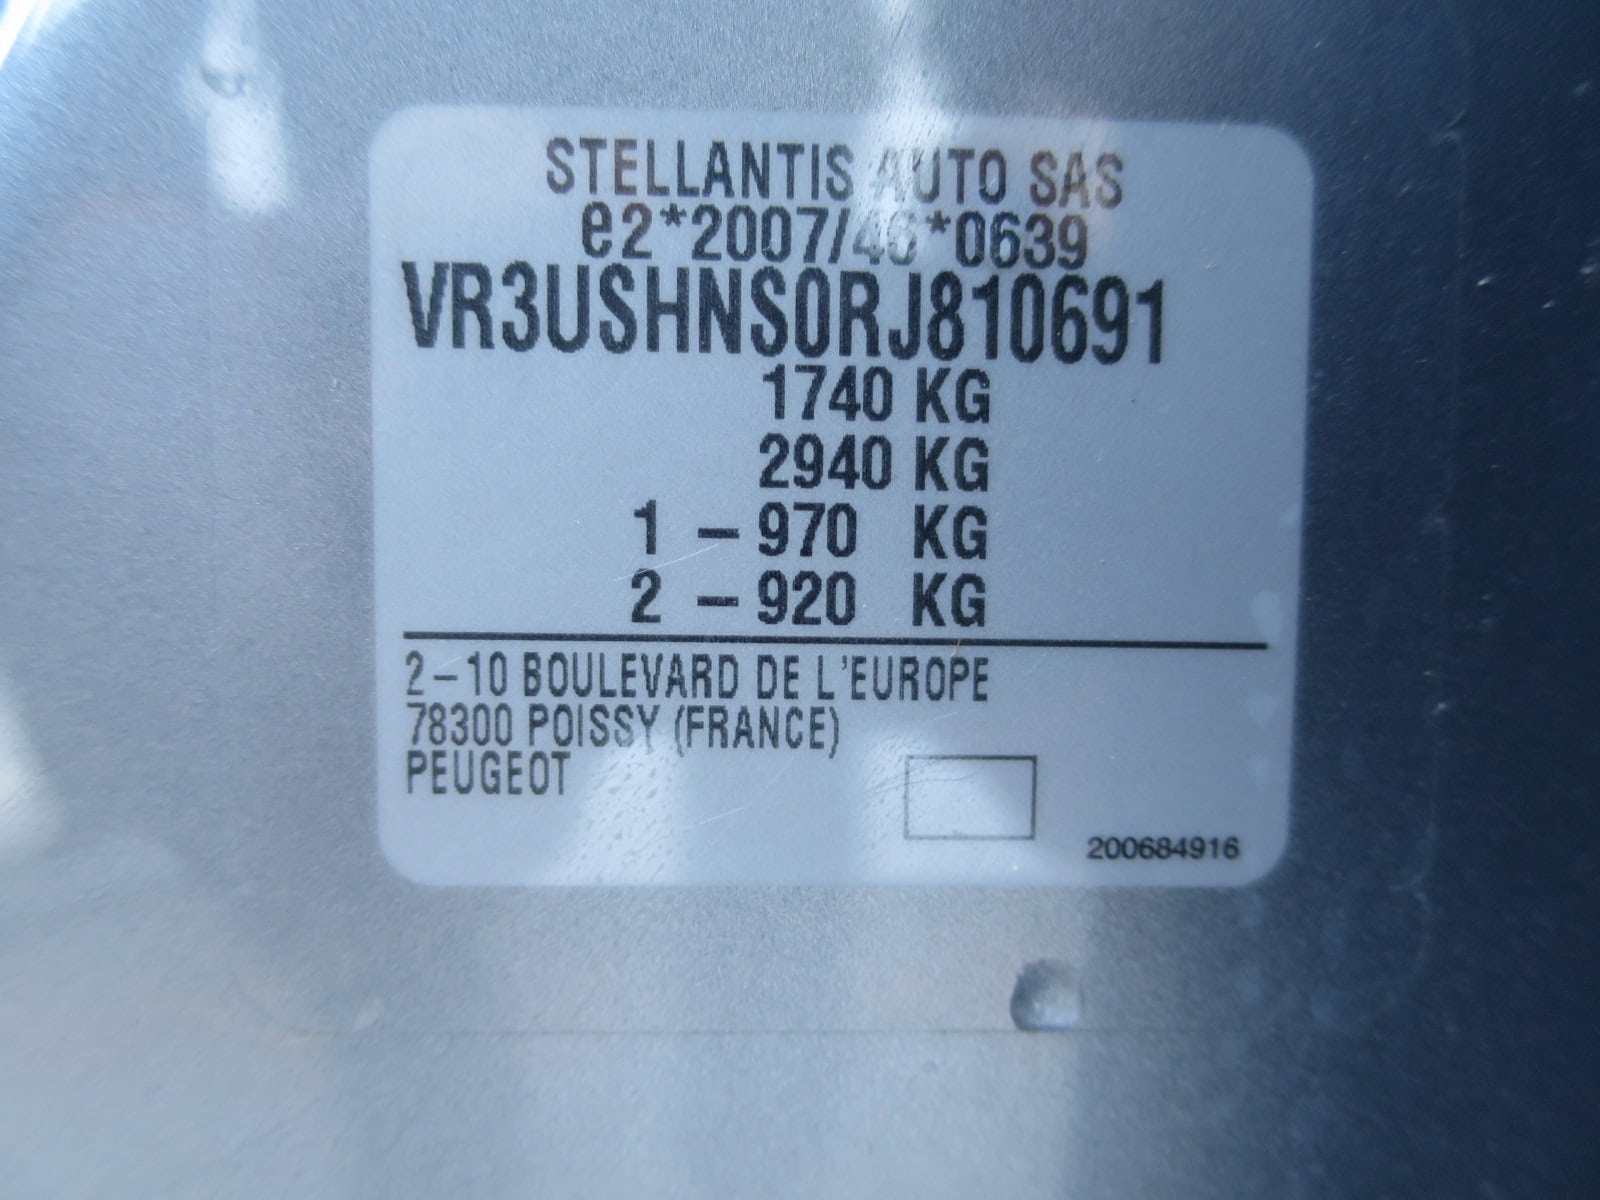 STELLANTIS AUTO SAS
e2*2007/46*0639
VR3USHNS0RJ810691
1740 KG
2940 KG
1 – 970 KG
2 – 920 KG
2–10 BOULEVARD DE L'EUROPE
78300 POISSY (FRANCE)
PEUGEOT
200684916